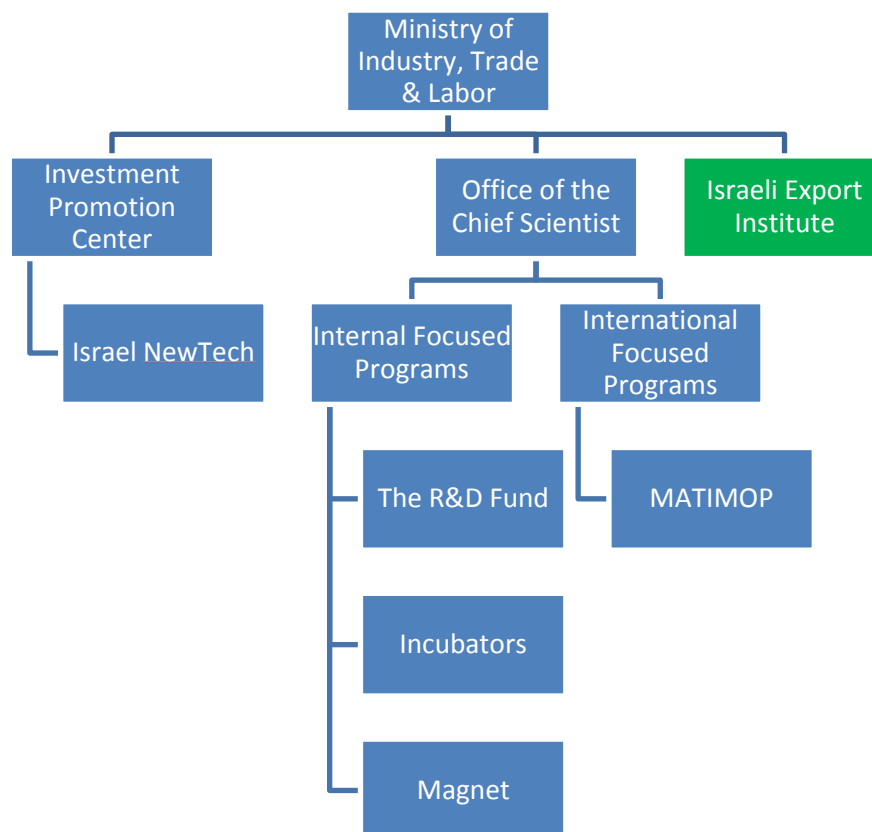 Ministry of
Industry, Trade
& Labor
Investment
Promotion
Center
Office of the
Chief Scientist
Israeli Export
Institute
Israel NewTech
Internal Focused
Programs
International
Focused
Programs
The R&D Fund
MATIMOP
Incubators
Magnet